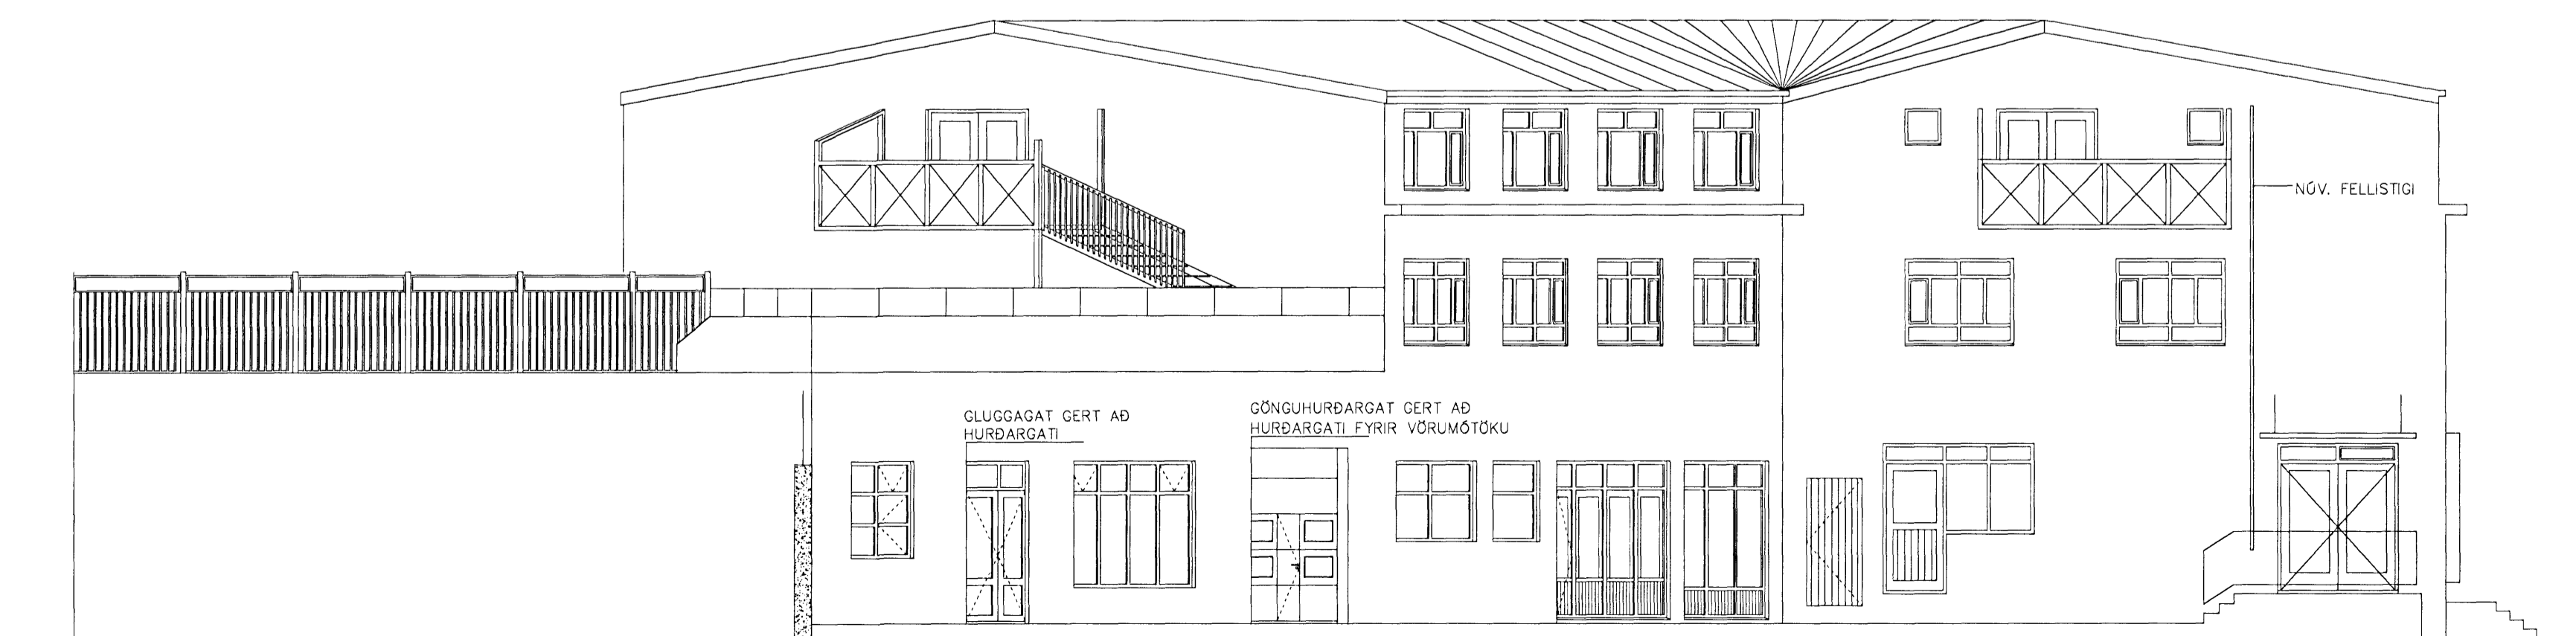 NÚV. FELLISTIGI
GLUGGAGAT GERT AÐ
HURÐARGATI
GÖNGUHURÐARGAT GERT AÐ
HURÐARGATI FYRIR VÖRUMÓTÖKU